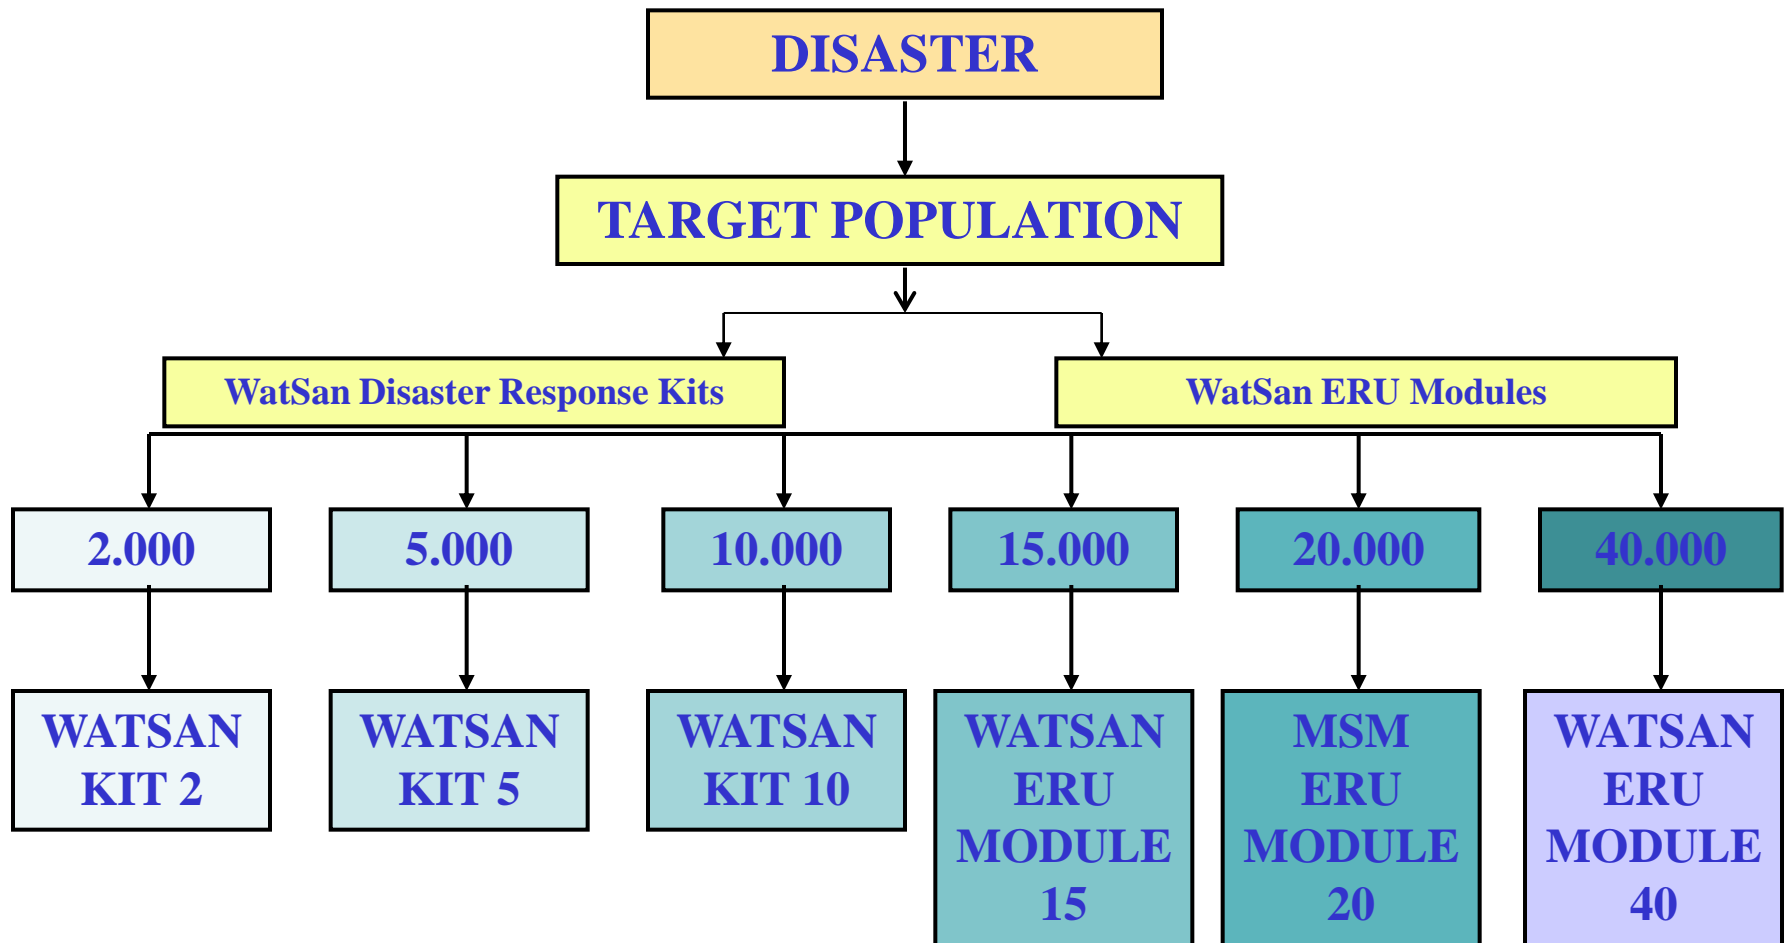 DISASTER
TARGET POPULATION
WatSan Disaster Response Kits
WatSan ERU Modules
2.000
5.000
10.000
15.000
20.000
40.000
WATSAN
KIT 2
WATSAN
KIT 5
WATSAN
KIT 10
WATSAN
ERU
MODULE
15
MSM
ERU
MODULE
20
WATSAN
ERU
MODULE
40